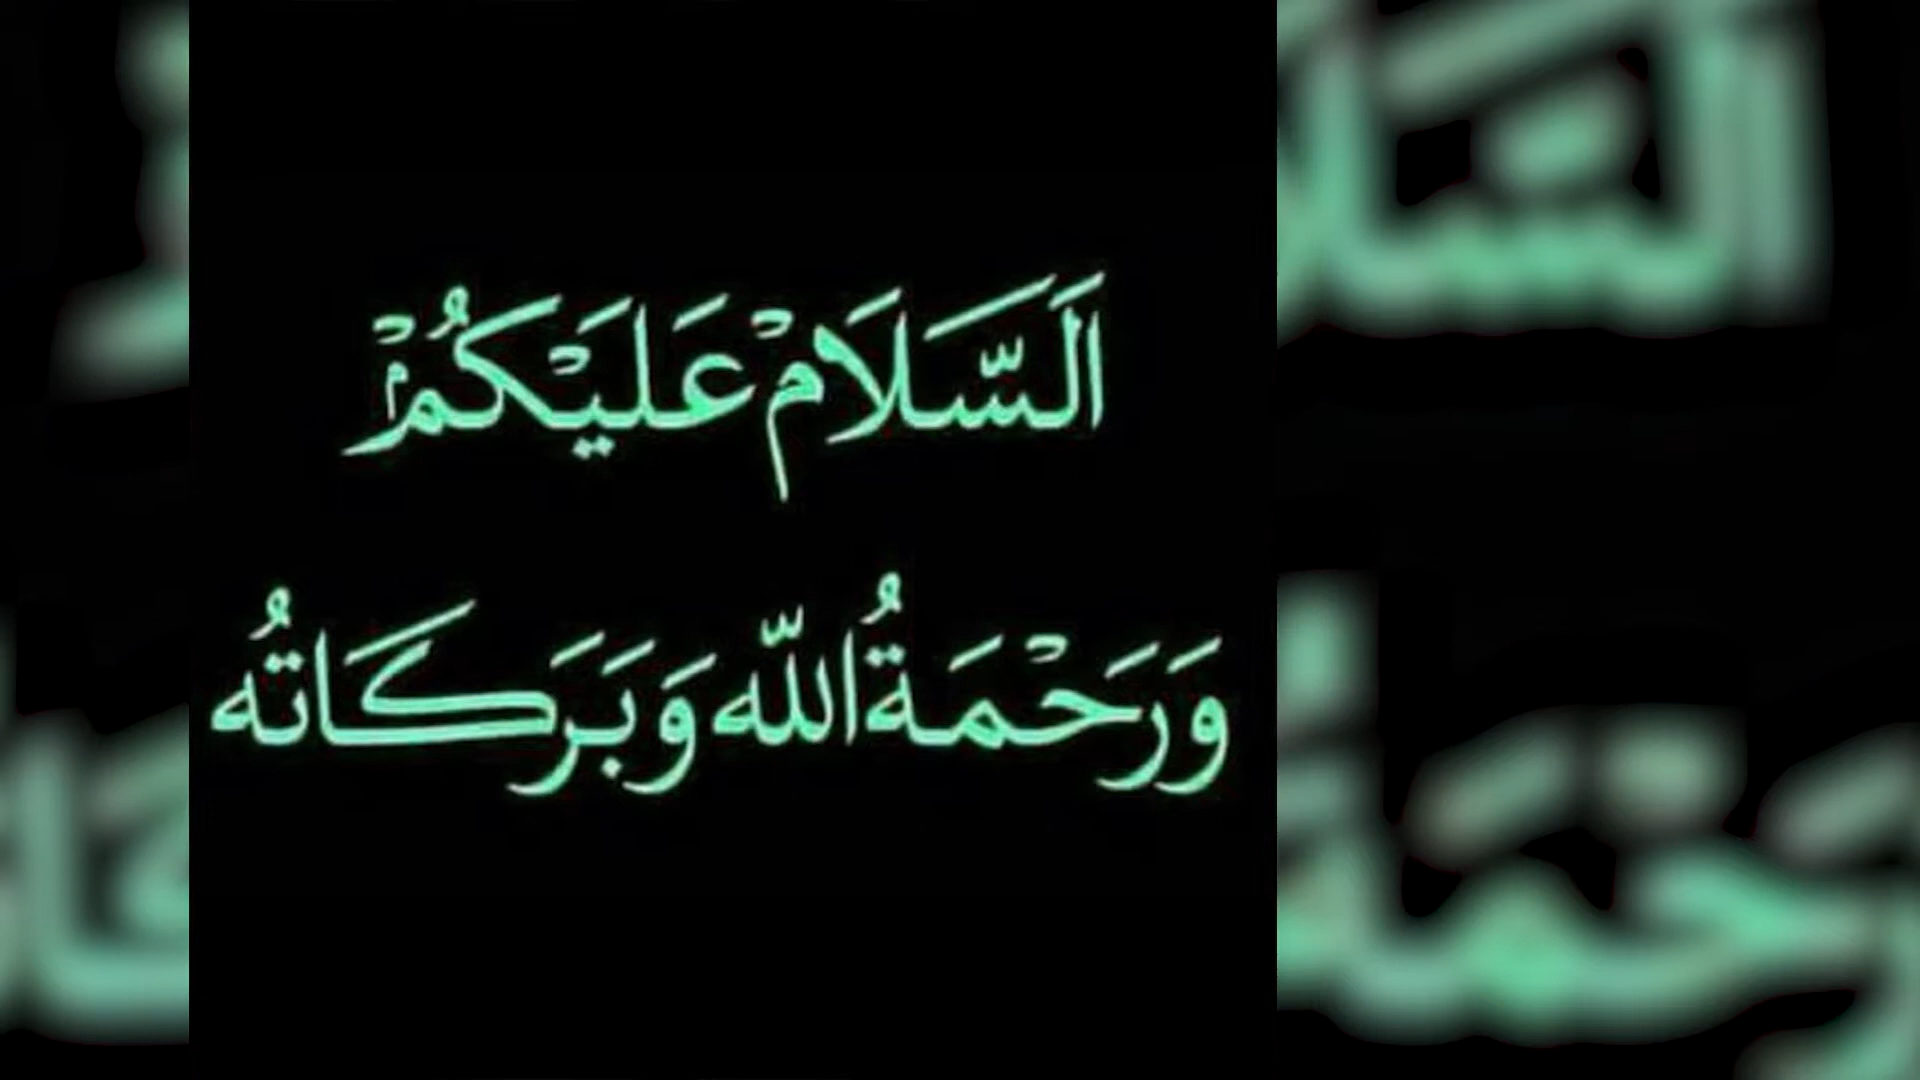 اَلسَّلَامْ عَلَيْكُمْ
وَرَحْمَةُ اللّه وَبَرَكَاتُه